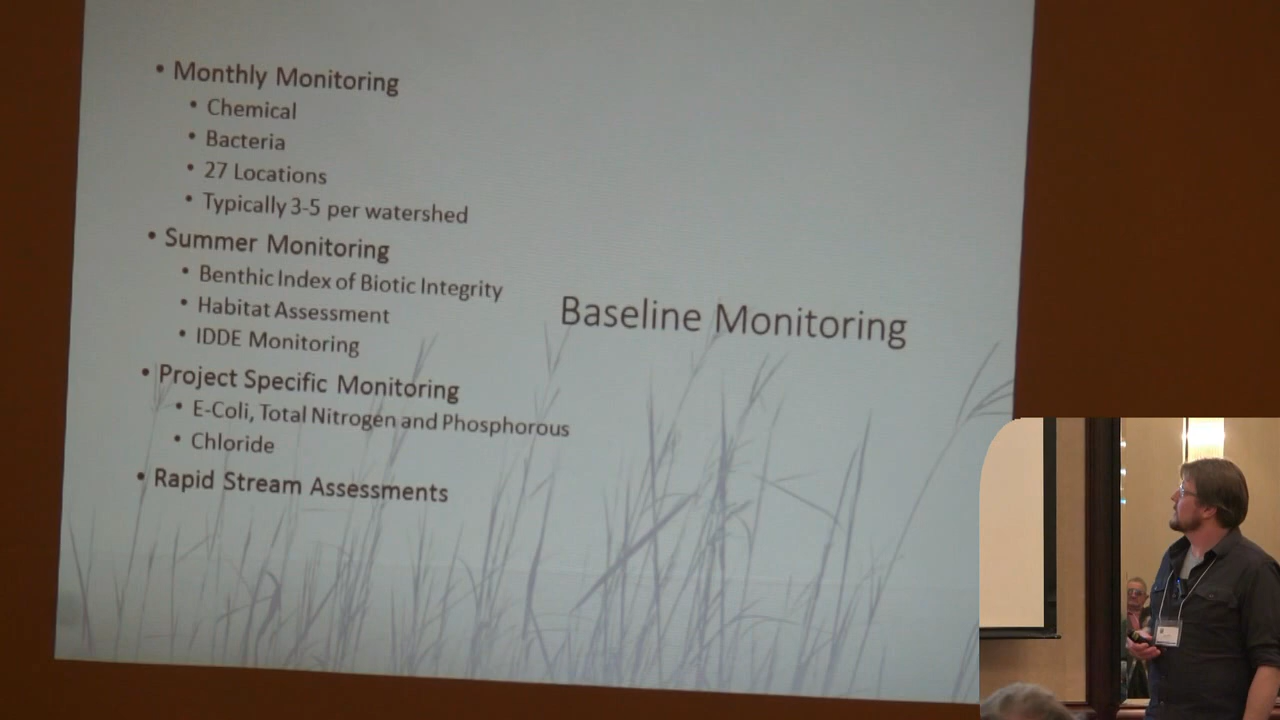 • Monthly Monitoring
• Chemical
• Bacteria
• 27 Locations
• Typically 3-5 per watershed
• Summer Monitoring
• Benthic Index of Biotic Integrity
• Habitat Assessment
• IDDE Monitoring
• Project Specific Monitoring
• E-Coli, Total Nitrogen and Phosphorous
• Chloride
• Rapid Stream Assessments
Baseline Monitoring